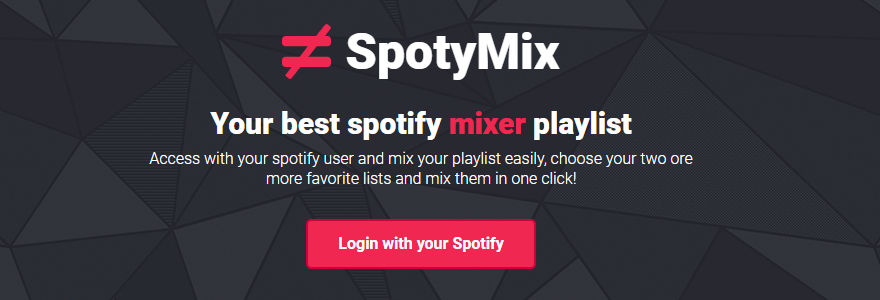 SpotyMix
Your best spotify mixer playlist
Access with your spotify user and mix your playlist easily, choose your two ore
more favorite lists and mix them in one click!
Login with your Spotify